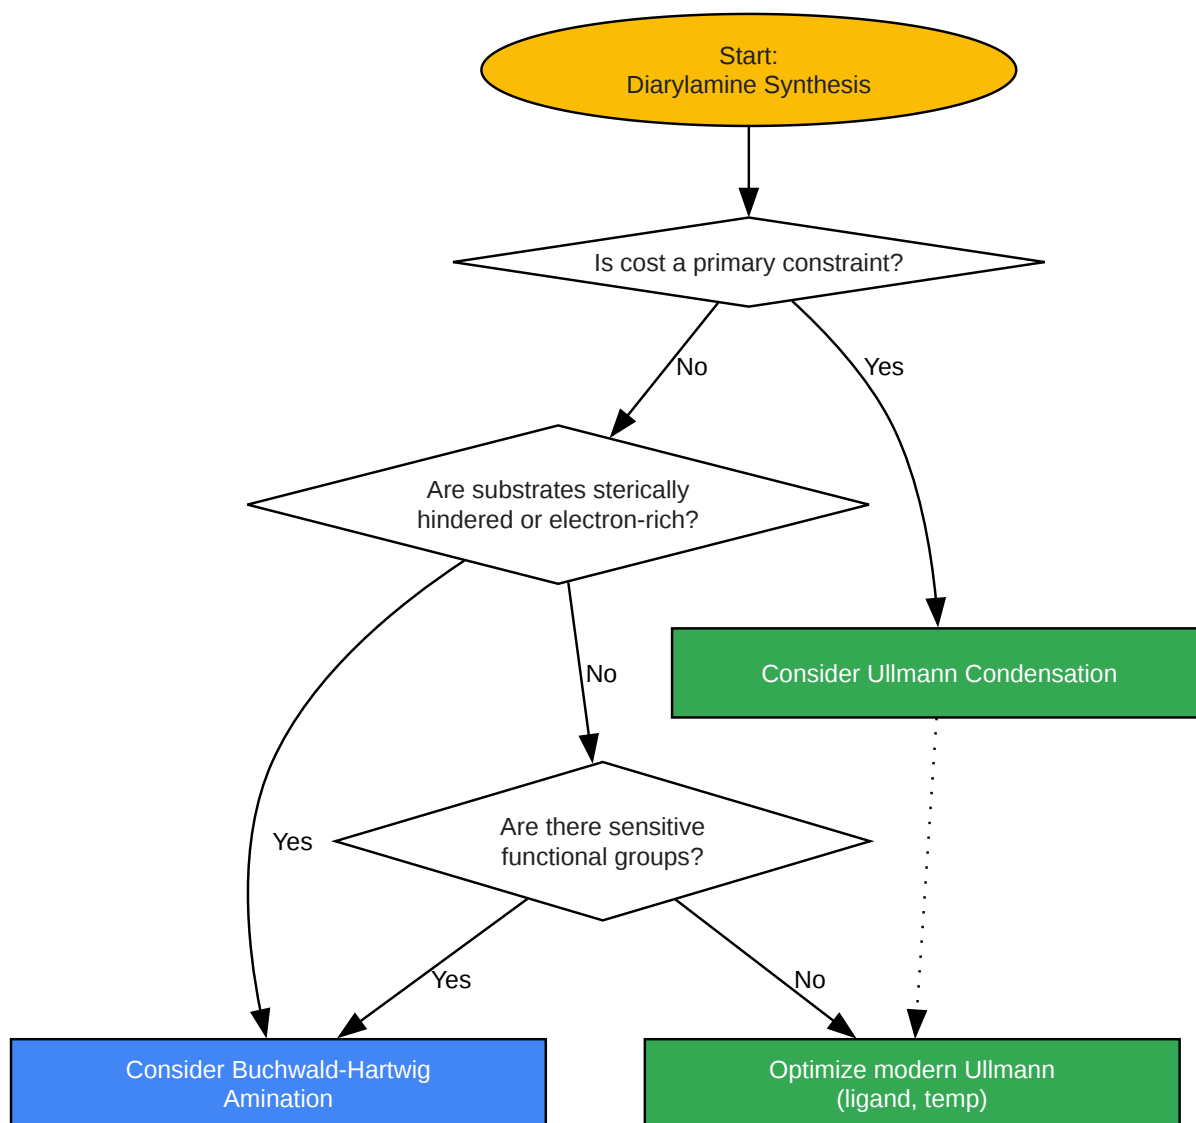 Start:
Diarylamine Synthesis
Is cost a primary constraint?
No
Yes
Are substrates sterically
hindered or electron-rich?
No
Consider Ullmann Condensation
Are there sensitive
functional groups?
Yes
Yes
No
Consider Buchwald-Hartwig
Amination
Optimize modern Ullmann
(ligand, temp)